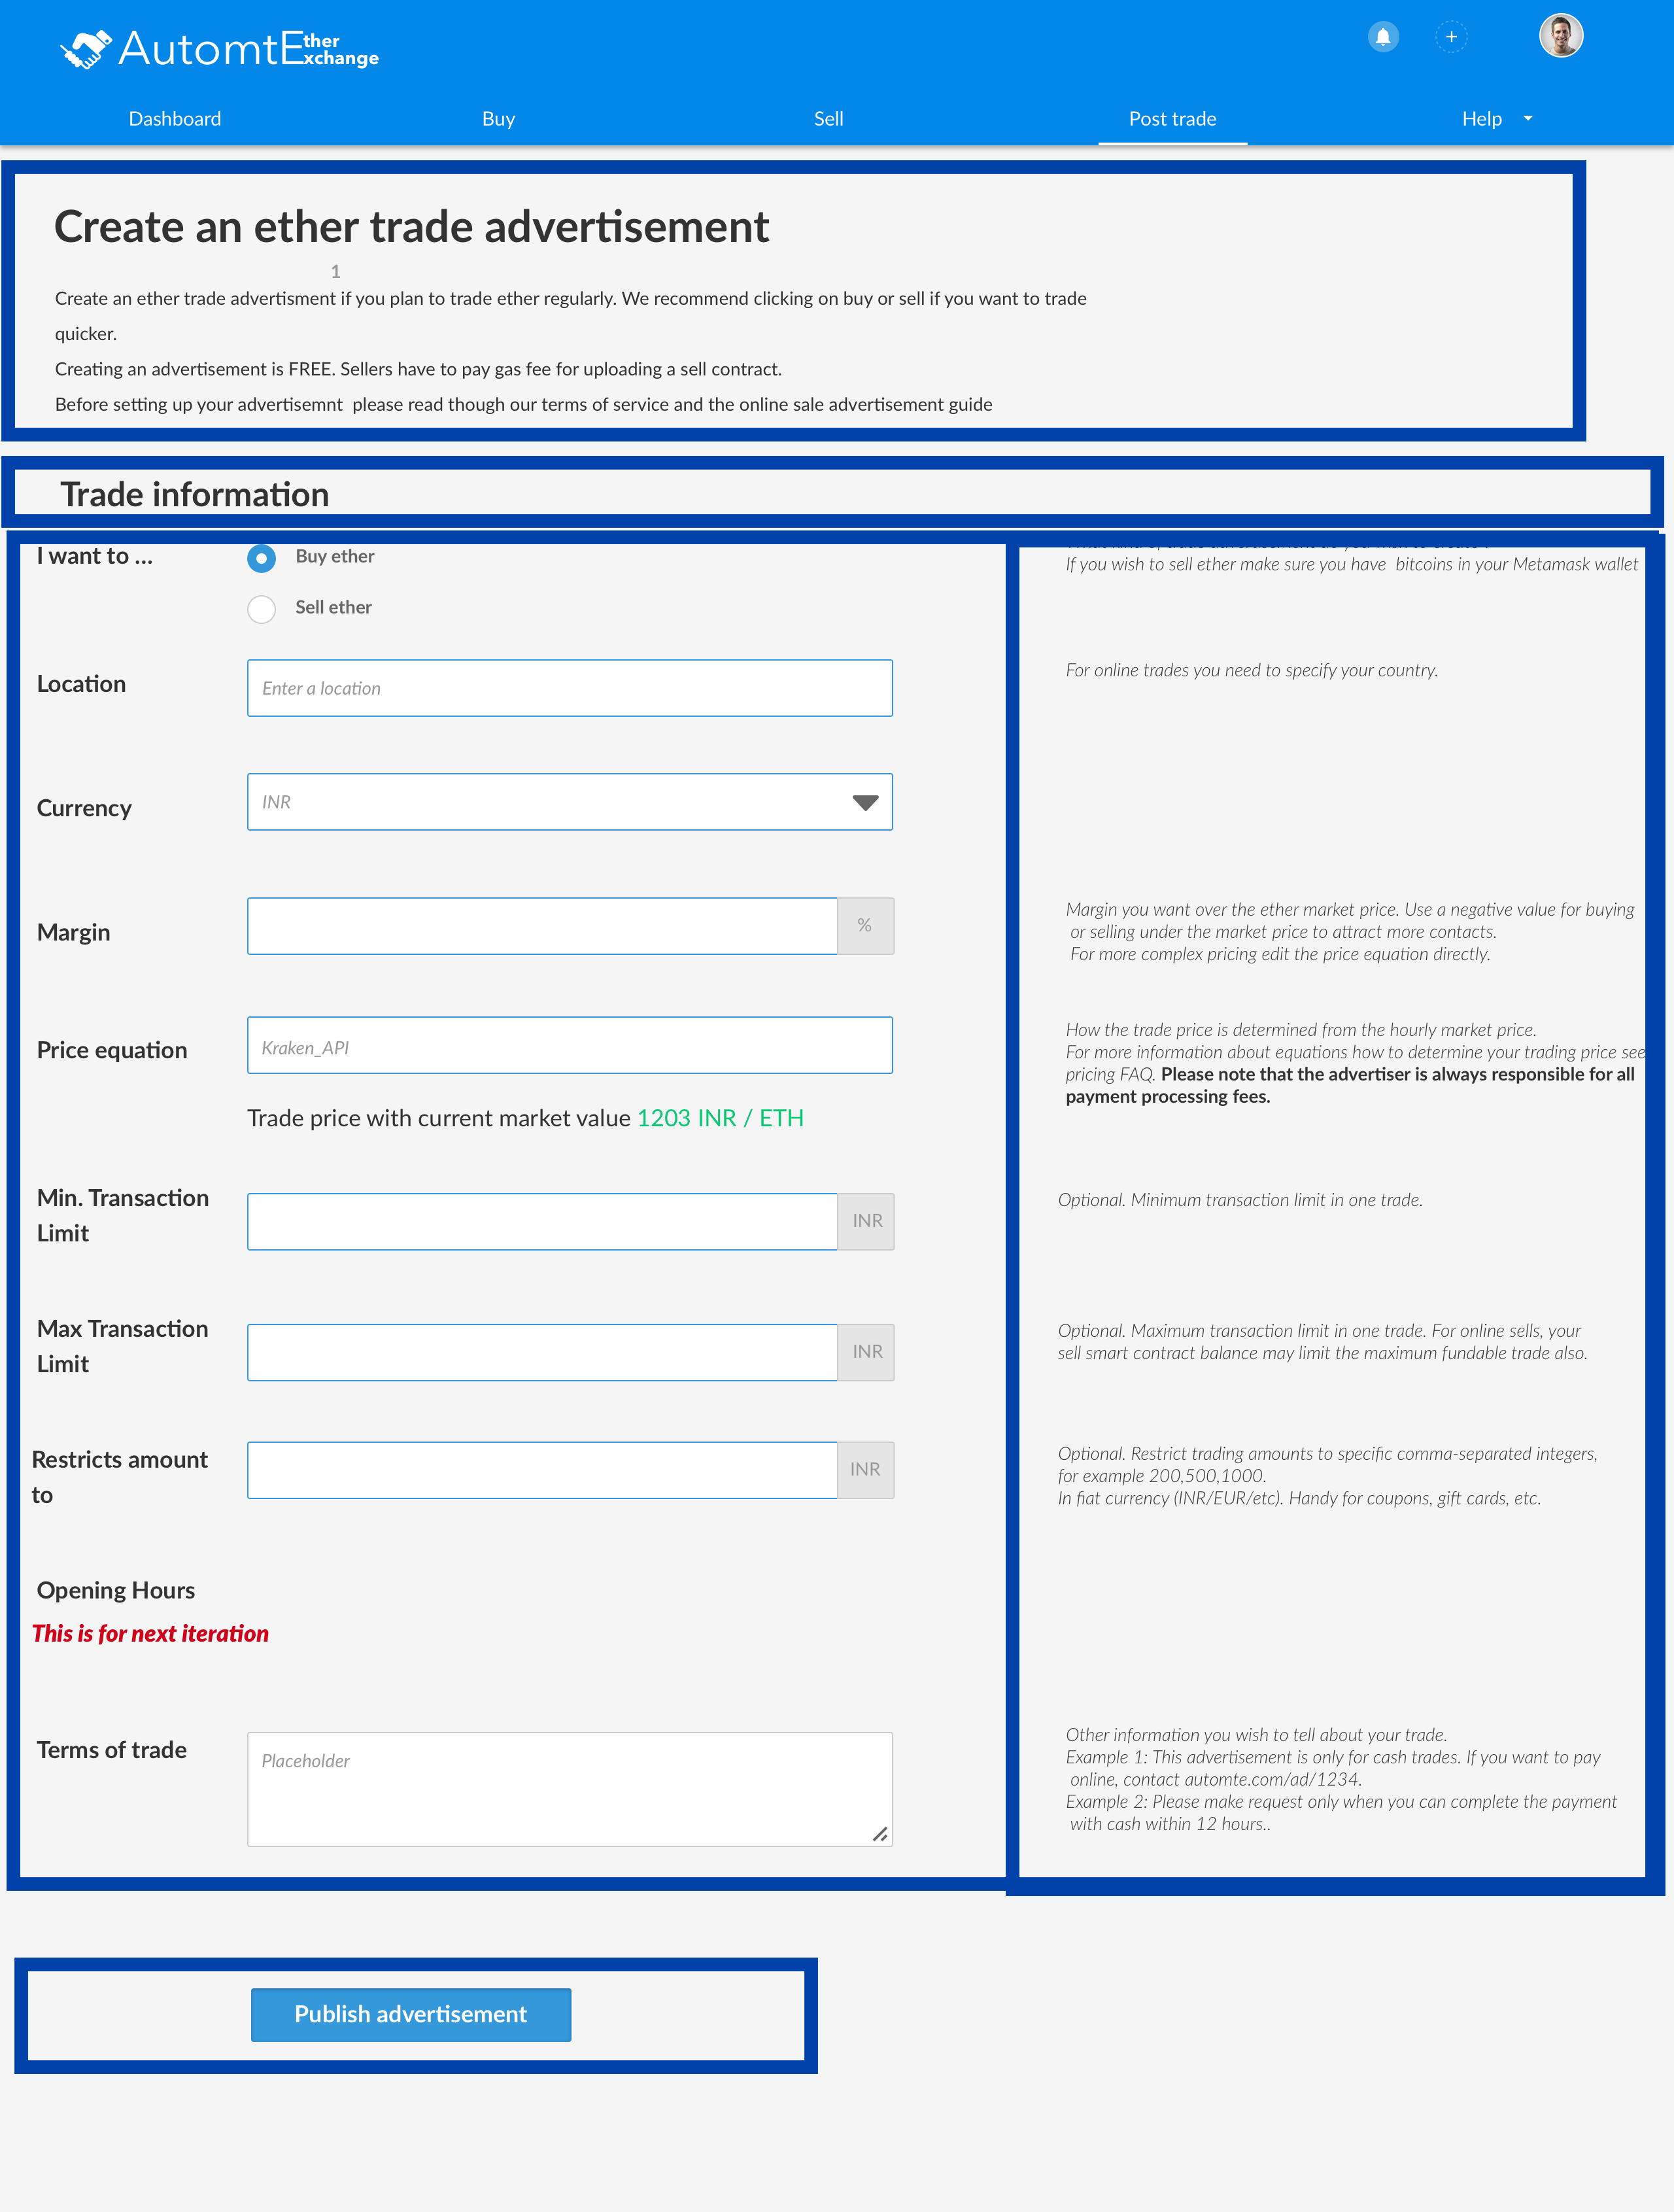 AutomtEther
xchange
Dashboard
Buy
Sell
Post trade
Help
Create an ether trade advertisement
1
Create an ether trade advertisment if you plan to trade ether regularly. We recommend clicking on buy or sell if you want to trade
quicker.
Creating an advertisement is FREE. Sellers have to pay gas fee for uploading a sell contract.
Before setting up your advertisemnt  please read though our terms of service and the online sale advertisement guide
Trade information
I want to ...
Buy ether
Sell ether
If you wish to sell ether make sure you have  bitcoins in your Metamask wallet
Location
Enter a location
For online trades you need to specify your country.
Currency
INR
Margin
%
Margin you want over the ether market price. Use a negative value for buying
or selling under the market price to attract more contacts.
For more complex pricing edit the price equation directly.
Price equation
Kraken_API
How the trade price is determined from the hourly market price.
For more information about equations how to determine your trading price see
pricing FAQ. Please note that the advertiser is always responsible for all
payment processing fees.
Trade price with current market value 1203 INR / ETH
Min. Transaction
Limit
INR
Optional. Minimum transaction limit in one trade.
Max Transaction
Limit
INR
Optional. Maximum transaction limit in one trade. For online sells, your
sell smart contract balance may limit the maximum fundable trade also.
Restricts amount
to
INR
Optional. Restrict trading amounts to specific comma-separated integers,
for example 200,500,1000.
In fiat currency (INR/EUR/etc). Handy for coupons, gift cards, etc.
Opening Hours
This is for next iteration
Terms of trade
Placeholder
Other information you wish to tell about your trade.
Example 1: This advertisement is only for cash trades. If you want to pay
online, contact automte.com/ad/1234.
Example 2: Please make request only when you can complete the payment
with cash within 12 hours..
Publish advertisement